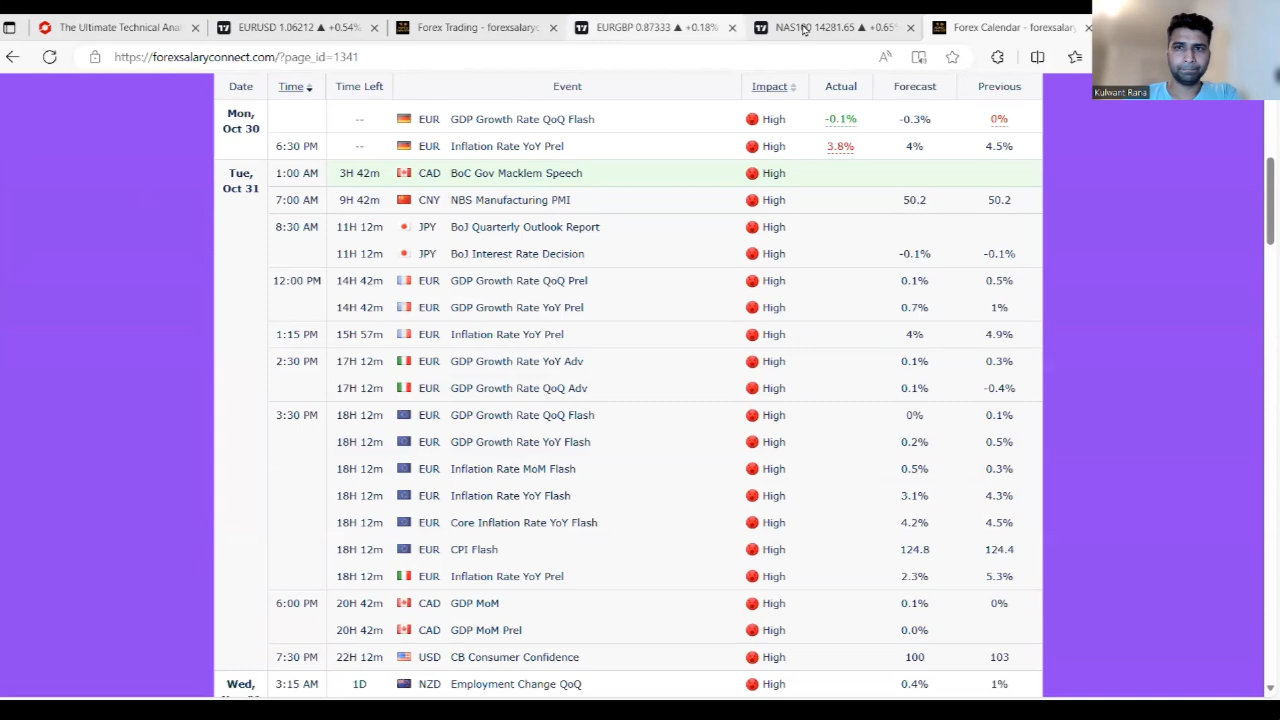 The Ultimate Technical Anal
EURUSD 1.06212 ▲ +0.54%
Forex Trading - forexsalaryc
EURGBP 0.87333 ▲ +0.18%
NAS100 14281.65 ▲ +0.65%
Forex Calendar - forexsalary
https://forexsalaryconnect.com/?page_id=1341
Kulwant Rana
Date Time Time Left Event Impact Actual Forecast Previous
Mon, Oct 30 -- EUR GDP Growth Rate QoQ Flash High -0.1% -0.3% 0%
6:30 PM -- EUR Inflation Rate YoY Prel High 3.8% 4% 4.5%
Tue, Oct 31 1:00 AM 3H 42m CAD BoC Gov Macklem Speech High
7:00 AM 9H 42m CNY NBS Manufacturing PMI High 50.2 50.2
8:30 AM 11H 12m JPY BoJ Quarterly Outlook Report High
11H 12m JPY BoJ Interest Rate Decision High -0.1% -0.1%
12:00 PM 14H 42m EUR GDP Growth Rate QoQ Prel High 0.1% 0.5%
14H 42m EUR GDP Growth Rate YoY Prel High 0.7% 1%
1:15 PM 15H 57m EUR Inflation Rate YoY Prel High 4% 4.9%
2:30 PM 17H 12m EUR GDP Growth Rate YoY Adv High 0.1% 0.3%
17H 12m EUR GDP Growth Rate QoQ Adv High 0.1% -0.4%
3:30 PM 18H 12m EUR GDP Growth Rate QoQ Flash High 0% 0.1%
18H 12m EUR GDP Growth Rate YoY Flash High 0.2% 0.5%
18H 12m EUR Inflation Rate MoM Flash High 0.5% 0.3%
18H 12m EUR Inflation Rate YoY Flash High 3.1% 4.3%
18H 12m EUR Core Inflation Rate YoY Flash High 4.2% 4.5%
18H 12m EUR CPI Flash High 124.8 124.4
18H 12m EUR Inflation Rate YoY Prel High 2.3% 5.3%
6:00 PM 20H 42m CAD GDP MoM High 0.1% 0%
20H 42m CAD GDP MoM Prel High 0.0%
7:30 PM 22H 12m USD CB Consumer Confidence High 100 103
Wed, 3:15 AM 1D NZD Employment Change QoQ High 0.4% 1%